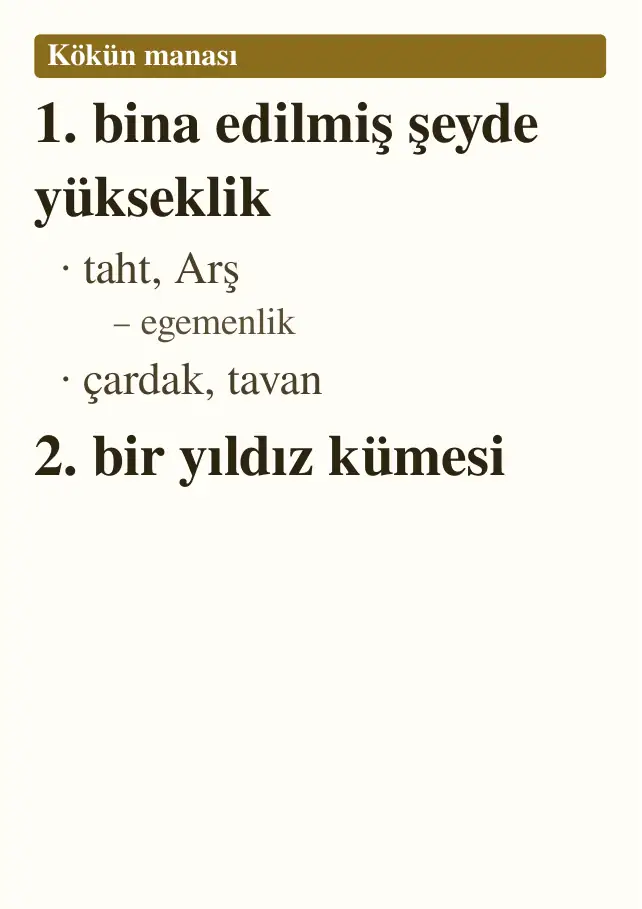 Kökün manası
1. bina edilmiş şeyde
yükseklik
· taht, Arş
– egemenlik
· çardak, tavan
2. bir yıldız kümesi